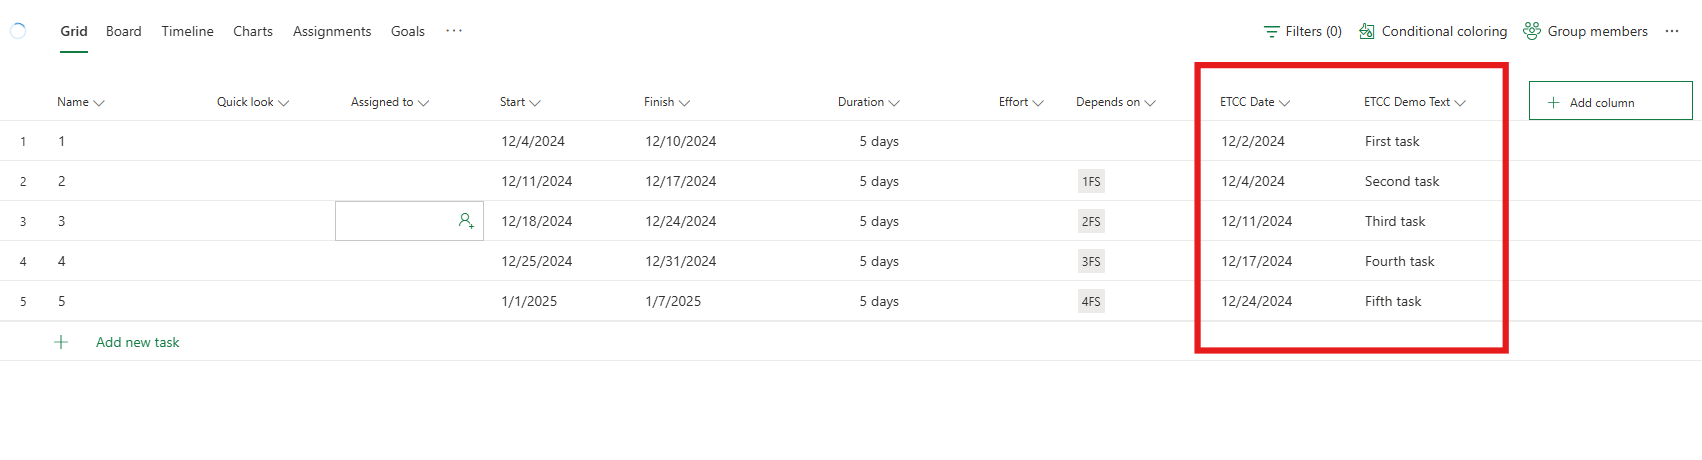 Grid Board Timeline Charts Assignments Goals ··· Filters (0) Conditional coloring Group members ···
Name Quick look Assigned to Start Finish Duration Effort Depends on ETCC Date ETCC Demo Text + Add column
1 1 12/4/2024 12/10/2024 5 days 12/2/2024 First task
2 2 12/11/2024 12/17/2024 5 days 1FS 12/4/2024 Second task
3 3 12/18/2024 12/24/2024 5 days 2FS 12/11/2024 Third task
4 4 12/25/2024 12/31/2024 5 days 3FS 12/17/2024 Fourth task
5 5 1/1/2025 1/7/2025 5 days 4FS 12/24/2024 Fifth task
+ Add new task